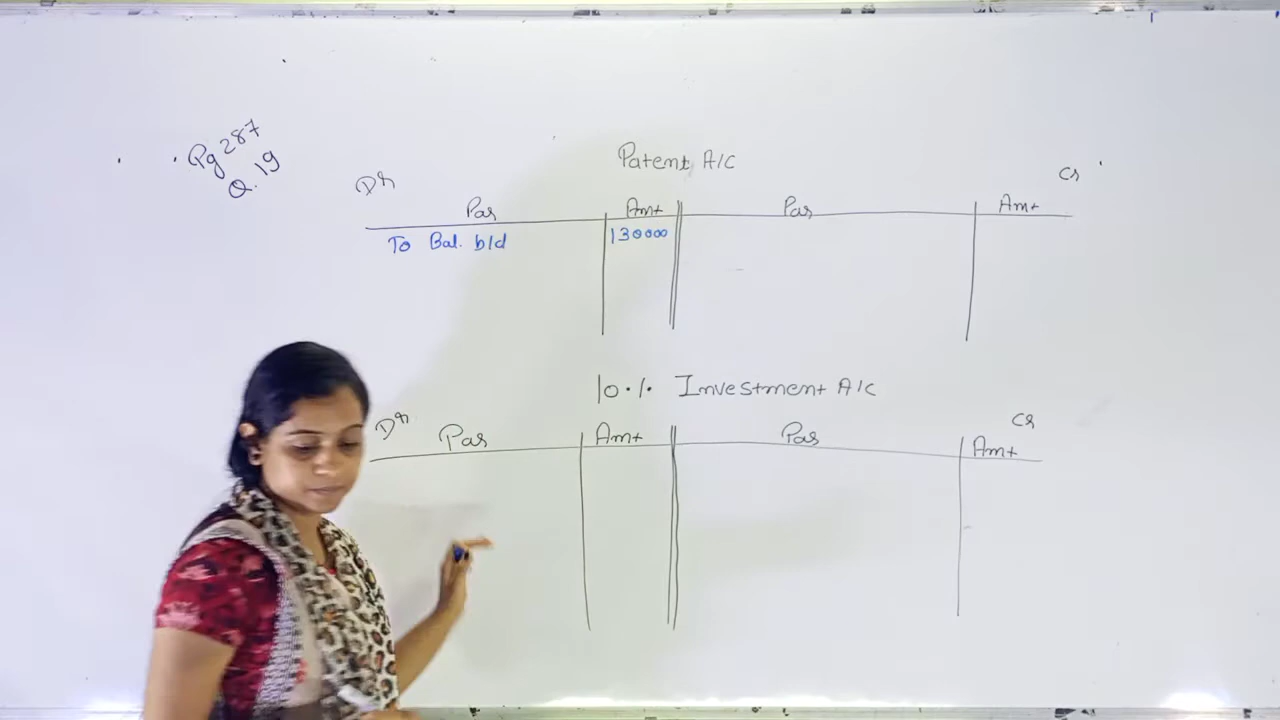 Pg 287
Q. 19
Patent A/C
Dr Cr
Par Amt Par Amt
To Bal. b/d 130000
10.1. Investment A/C
Dr Cr
Par Amt Par Amt